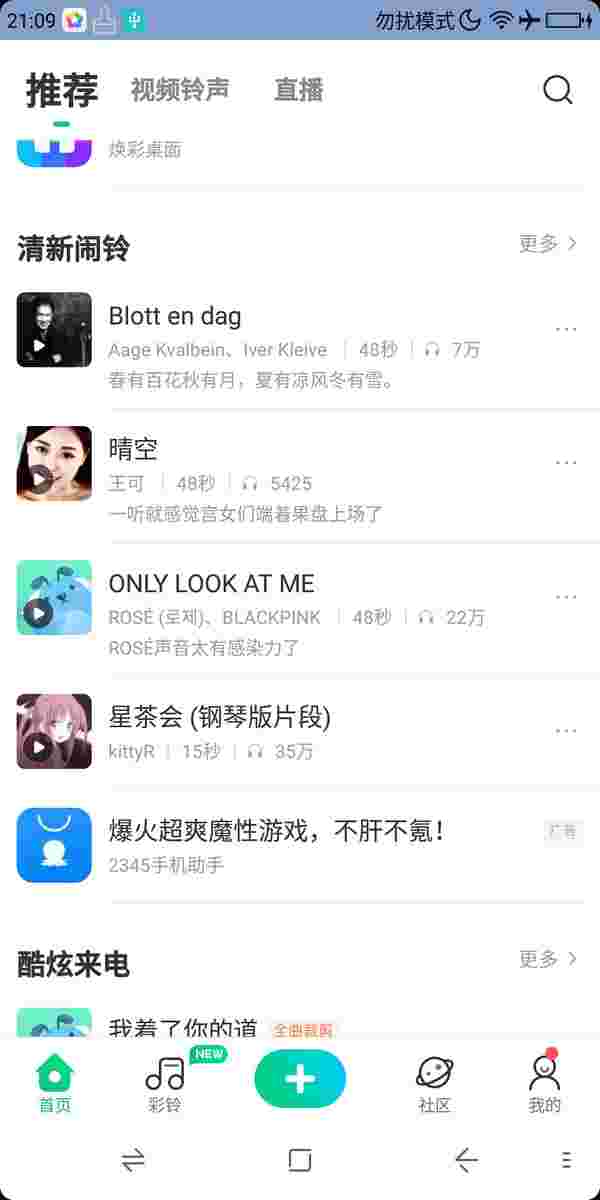 21:09 勿扰模式
推荐 视频铃声 直播
焕彩桌面
清新闹铃 更多
Blott en dag
Aage Kvalbein、Iver Kleive 48秒 7万
春有百花秋有月，夏有凉风冬有雪。
晴空
王可 48秒 5425
一听就感觉宫女们端着果盘上场了
ONLY LOOK AT ME
ROSÉ (로제)、BLACKPINK 48秒 22万
ROSÉ声音太有感染力了
星茶会 (钢琴版片段)
kittyR 15秒 35万
爆火超爽魔性游戏，不肝不氪！ 广告
2345手机助手
酷炫来电 更多
我着了你的道 全曲裁剪
NEW
首页 彩铃 社区 我的